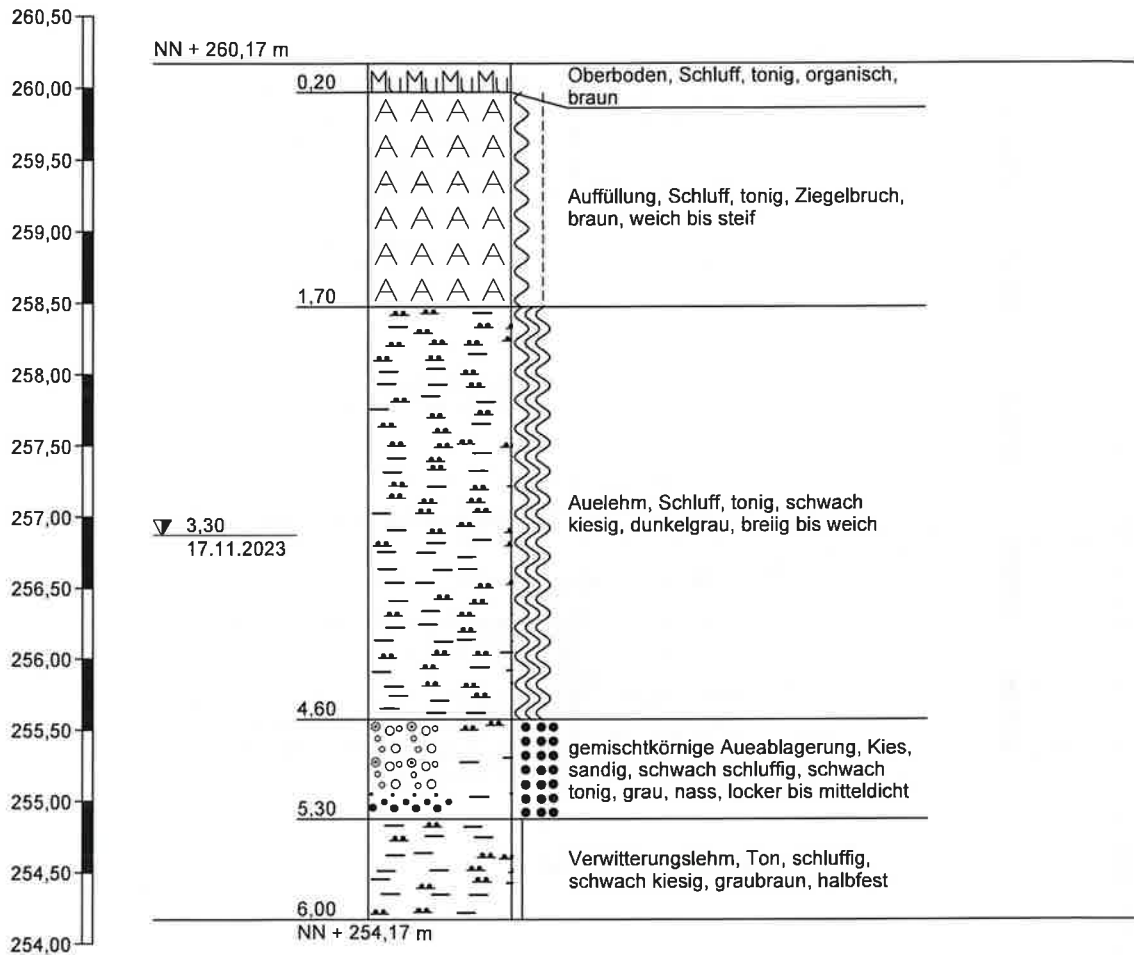 260,50
260,00
259,50
259,00
258,50
258,00
257,50
257,00
256,50
256,00
255,50
255,00
254,50
254,00
NN + 260,17 m
0,20
Oberboden, Schluff, tonig, organisch,
braun
Auffüllung, Schluff, tonig, Ziegelbruch,
braun, weich bis steif
1,70
Auelehm, Schluff, tonig, schwach
kiesig, dunkelgrau, breiig bis weich
3,30
17.11.2023
4,60
gemischtkörnige Aueablagerung, Kies,
sandig, schwach schluffig, schwach
tonig, grau, nass, locker bis mitteldicht
5,30
Verwitterungslehm, Ton, schluffig,
schwach kiesig, graubraun, halbfest
6,00
NN + 254,17 m